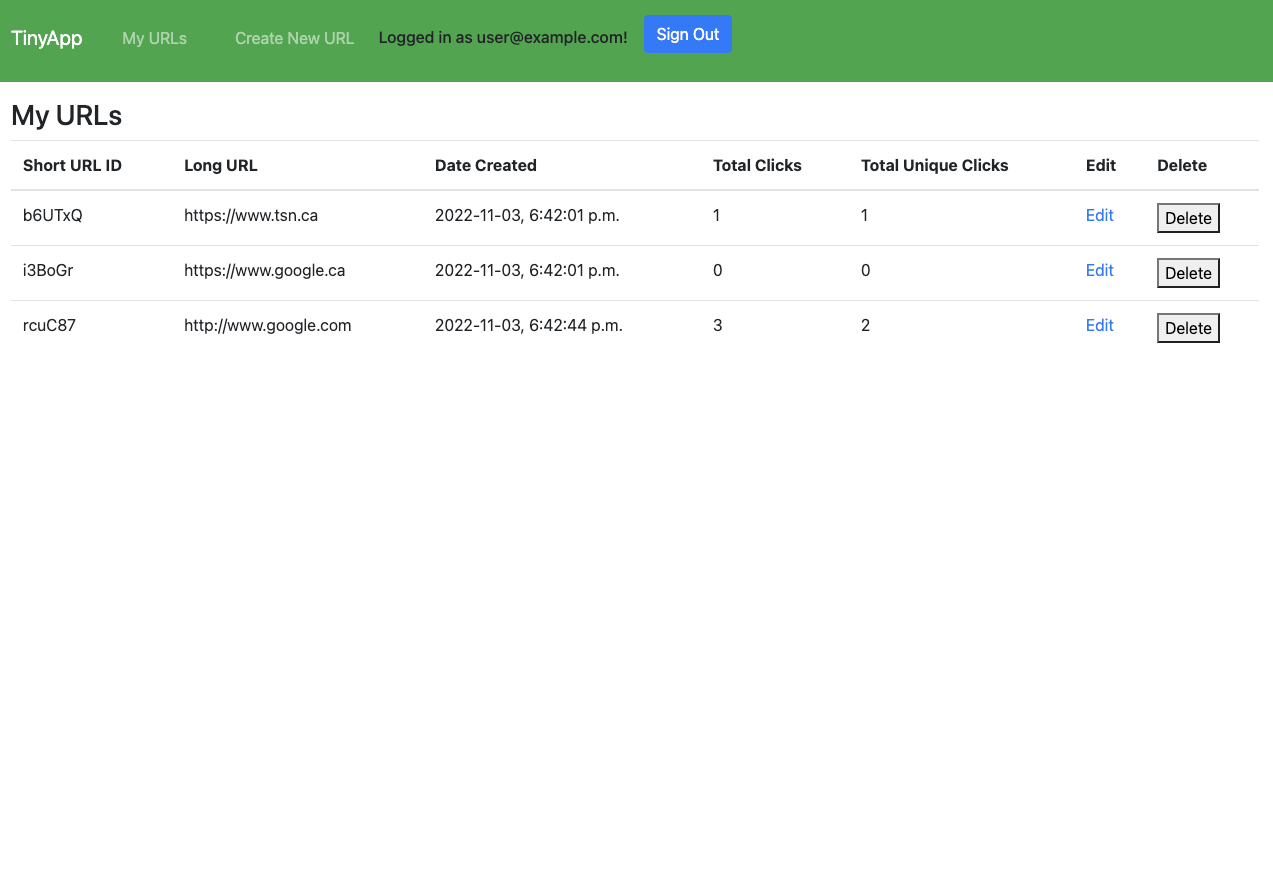 TinyApp My URLs Create New URL Logged in as user@example.com! Sign Out
My URLs
Short URL ID Long URL Date Created Total Clicks Total Unique Clicks Edit Delete
b6UTxQ https://www.tsn.ca 2022-11-03, 6:42:01 p.m. 1 1 Edit Delete
i3BoGr https://www.google.ca 2022-11-03, 6:42:01 p.m. 0 0 Edit Delete
rcuC87 http://www.google.com 2022-11-03, 6:42:44 p.m. 3 2 Edit Delete